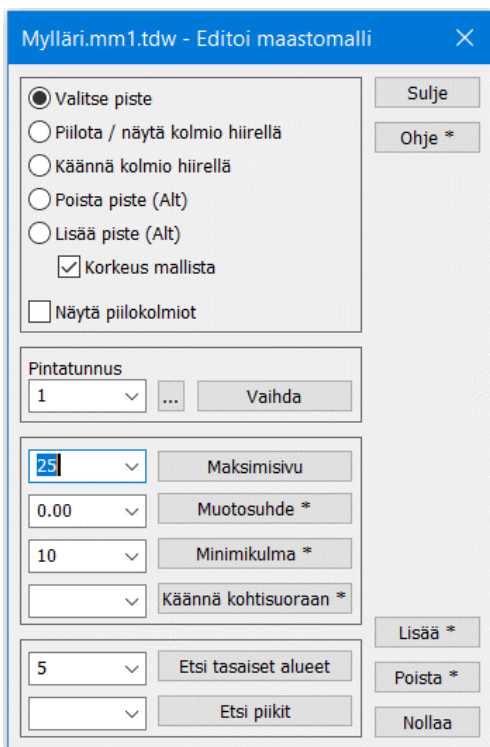 Mylläri.mm1.tdw - Editoi maastomalli
Valitse piste
Piilota / näytä kolmio hiirellä
Käännä kolmio hiirellä
Poista piste (Alt)
Lisää piste (Alt)
Korkeus mallista
Näytä piilokolmiot
Sulje
Ohje *
Pintatunnus
1 ... Vaihda
25 Maksimisivu
0.00 Muotosuhde *
10 Minimikulma *
Käännä kohtisuoraan *
5 Etsi tasaiset alueet
Etsi piikit
Lisää *
Poista *
Nollaa